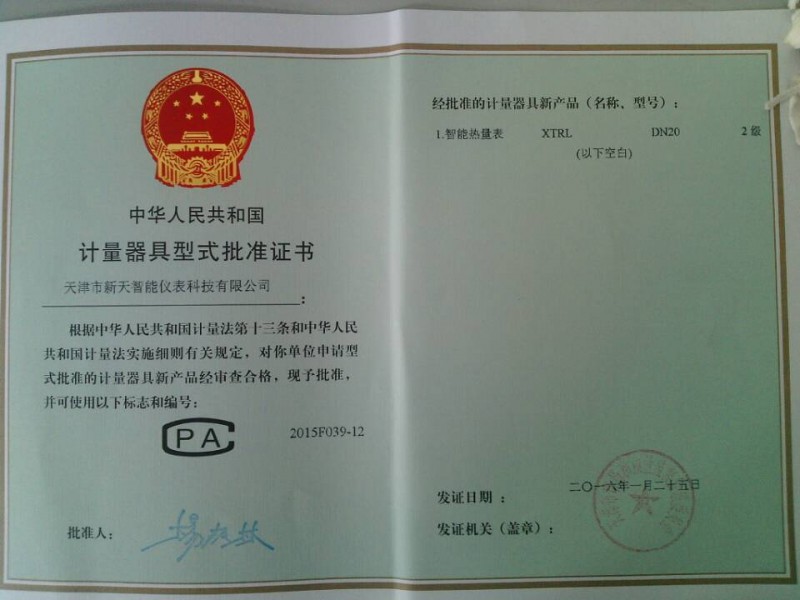 中华人民共和国
计量器具型式批准证书
天津市新天智能仪表科技有限公司
：
根据中华人民共和国计量法第十三条和中华人民
共和国计量法实施细则有关规定，对你单位申请型
式批准的计量器具新产品经审查合格，现予批准，
并可使用以下标志和编号：
CPA 2015F039-12
批准人：
经批准的计量器具新产品（名称、型号）：
1.智能热量表 XTRL DN20 2级
(以下空白)
发证日期： 二〇一六年一月二十五日
发证机关（盖章）：